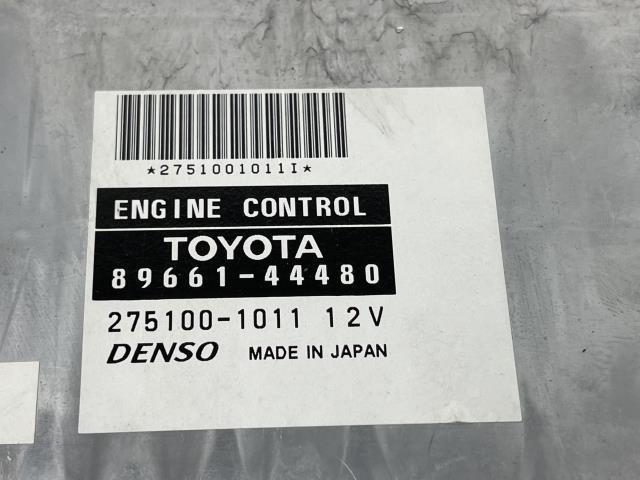 *2751001011I*
ENGINE CONTROL
TOYOTA
89661-44480
275100-1011 12V
DENSO MADE IN JAPAN